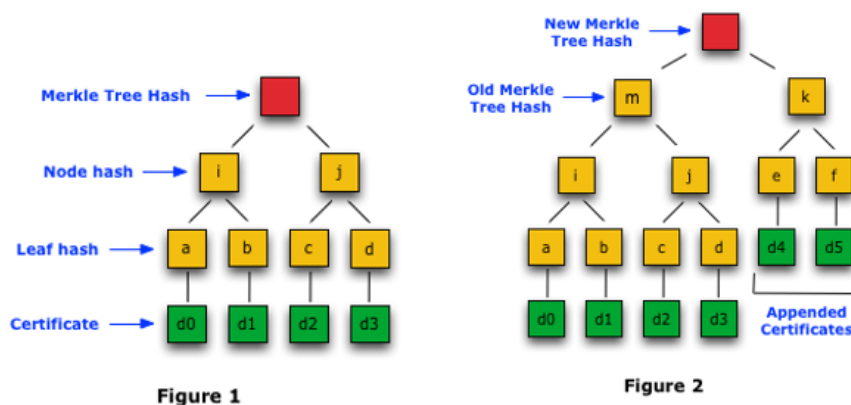 Merkle Tree Hash
Node hash
i
j
Leaf hash
a
b
c
d
Certificate
d0
d1
d2
d3
Figure 1
New Merkle
Tree Hash
Old Merkle
Tree Hash
m
k
i
j
e
f
a
b
c
d
d4
d5
d0
d1
d2
d3
Appended
Certificates
Figure 2